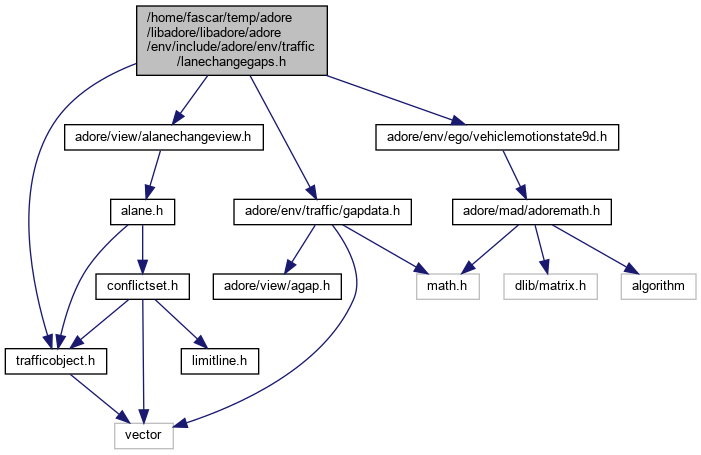 /home/fascar/temp/adore
/libadore/libadore/adore
/env/include/adore/env/traffic
/lanechangegaps.h
adore/view/alanechangeview.h
adore/env/ego/vehiclemotionstate9d.h
alane.h
adore/env/traffic/gapdata.h
adore/mad/adoremath.h
conflictset.h
adore/view/agap.h
math.h
dlib/matrix.h
algorithm
trafficobject.h
limitline.h
vector